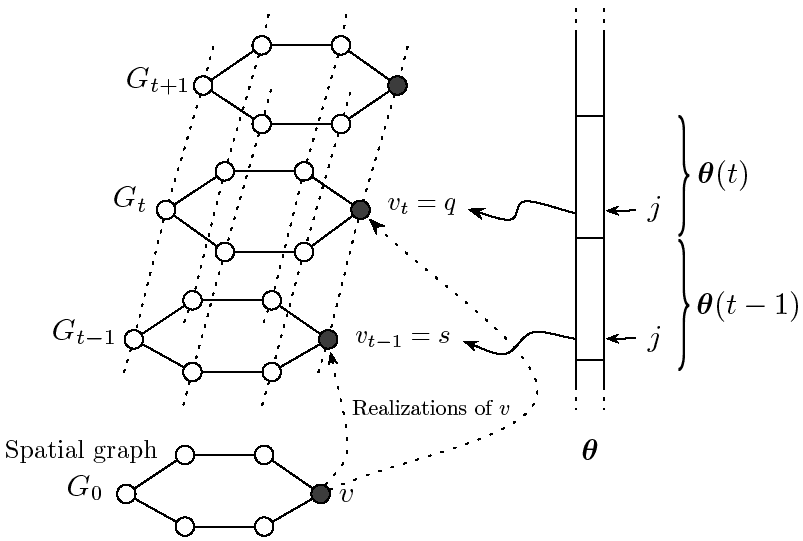 G_{t+1}
G_t
v_t = q
j
θ(t)
G_{t−1}
v_{t−1} = s
j
θ(t − 1)
Realizations of v
Spatial graph
G_0
v
θ